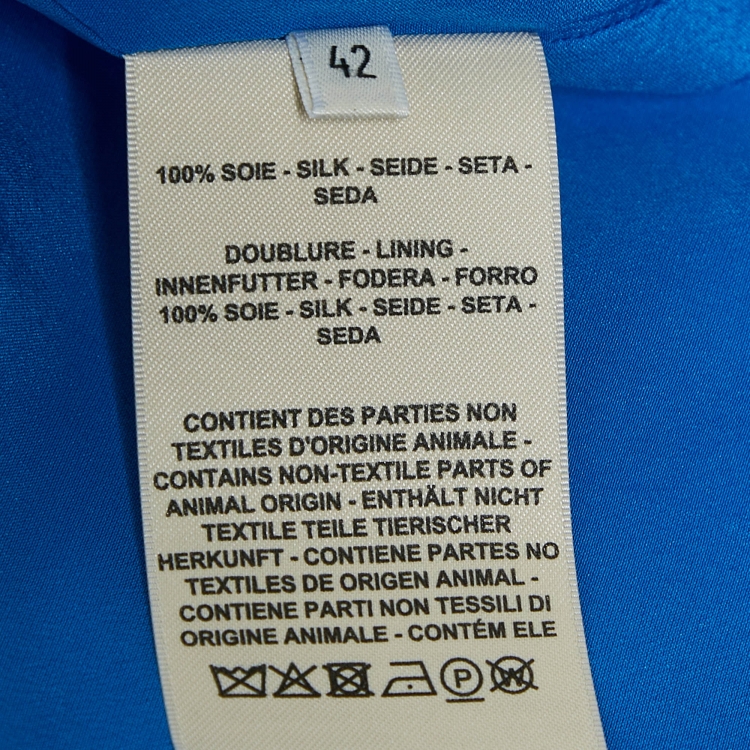 42
100% SOIE - SILK - SEIDE - SETA -
SEDA
DOUBLURE - LINING -
INNENFUTTER - FODERA - FORRO
100% SOIE - SILK - SEIDE - SETA -
SEDA
CONTIENT DES PARTIES NON
TEXTILES D'ORIGINE ANIMALE -
CONTAINS NON-TEXTILE PARTS OF
ANIMAL ORIGIN - ENTHÄLT NICHT
TEXTILE TEILE TIERISCHER
HERKUNFT - CONTIENE PARTES NO
TEXTILES DE ORIGEN ANIMAL -
CONTIENE PARTI NON TESSILI DI
ORIGINE ANIMALE - CONTÉM ELE
P W